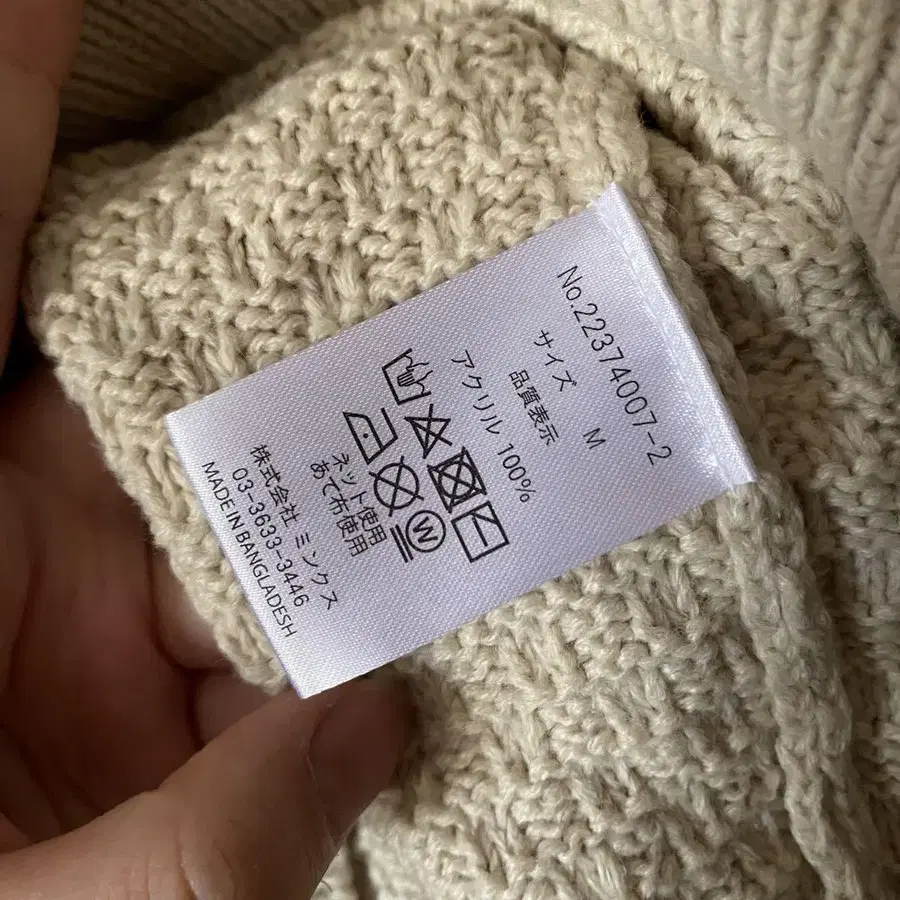 No.22374007-2
サイズ M
品質表示
アクリル 100%
W
ネット使用
あて布使用
株式会社 ミンクス
03-3633-3446
MADE IN BANGLADESH